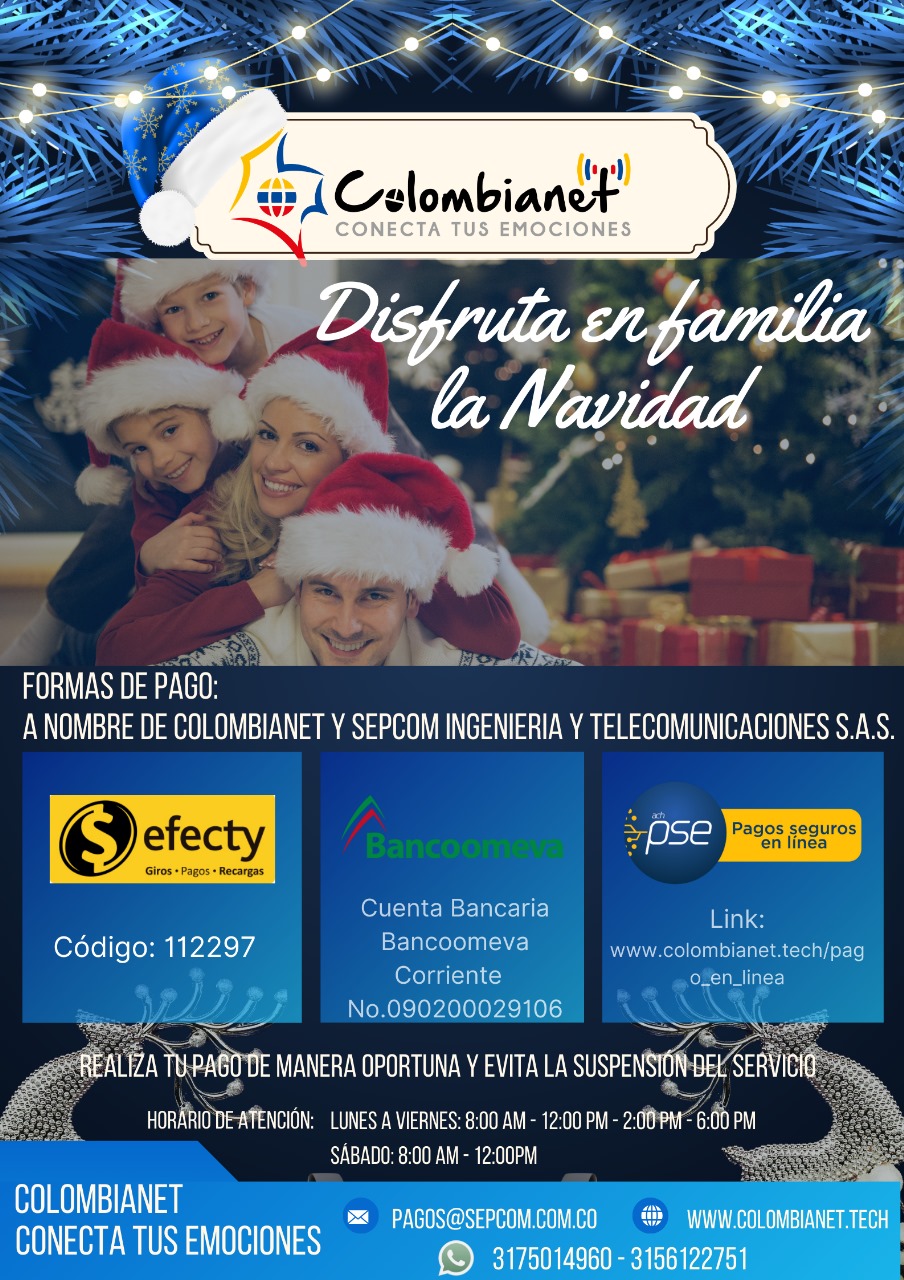 Colombianet
CONECTA TUS EMOCIONES
Disfruta en familia
la Navidad
FORMAS DE PAGO:
A NOMBRE DE COLOMBIANET Y SEPCOM INGENIERIA Y TELECOMUNICACIONES S.A.S.
$ efecty
Giros • Pagos • Recargas
Código: 112297
Bancoomeva
Cuenta Bancaria
Bancoomeva
Corriente
No.090200029106
ach
pse
Pagos seguros
en línea
Link:
www.colombianet.tech/pag
o_en_linea
REALIZA TU PAGO DE MANERA OPORTUNA Y EVITA LA SUSPENSIÓN DEL SERVICIO
HORARIO DE ATENCIÓN: LUNES A VIERNES: 8:00 AM - 12:00 PM - 2:00 PM - 6:00 PM
SÁBADO: 8:00 AM - 12:00PM
COLOMBIANET
CONECTA TUS EMOCIONES
PAGOS@SEPCOM.COM.CO
WWW.COLOMBIANET.TECH
3175014960 - 3156122751